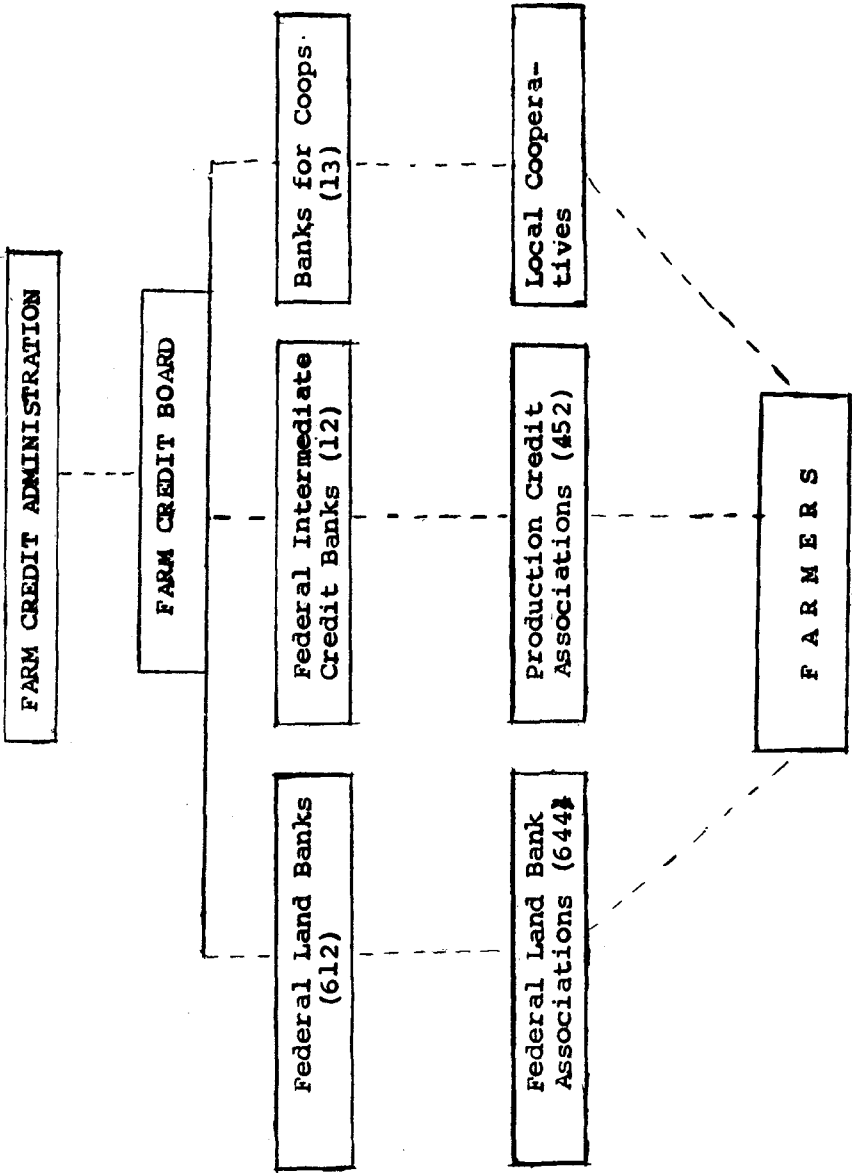 FARM CREDIT ADMINISTRATION
FARM CREDIT BOARD
Federal Land Banks
(612)
Federal Intermediate
Credit Banks (12)
Banks for Coops.
(13)
Federal Land Bank
Associations (644)
Production Credit
Associations (452)
Local Coopera-
tives
F A R M E R S